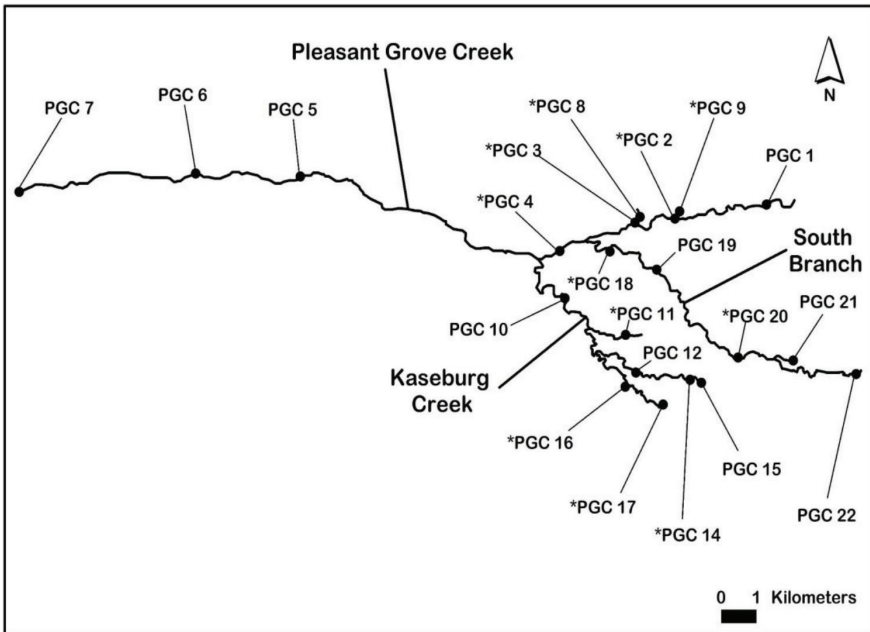 Pleasant Grove Creek
PGC 7
PGC 6
PGC 5
*PGC 8
*PGC 9
*PGC 3
*PGC 2
PGC 1
N
*PGC 4
PGC 19
South
Branch
*PGC 18
PGC 10
*PGC 11
*PGC 20
PGC 21
Kaseburg
Creek
PGC 12
*PGC 16
PGC 15
*PGC 17
*PGC 14
PGC 22
0 1 Kilometers